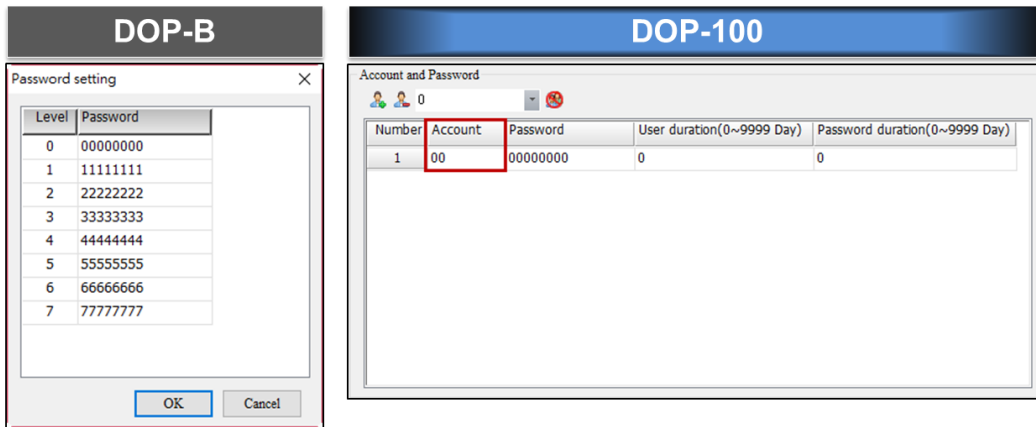 DOP-B
Password setting
Level Password
0 00000000
1 11111111
2 22222222
3 33333333
4 44444444
5 55555555
6 66666666
7 77777777
OK Cancel
DOP-100
Account and Password
0
Number Account Password User duration(0~9999 Day) Password duration(0~9999 Day)
1 00 00000000 0 0